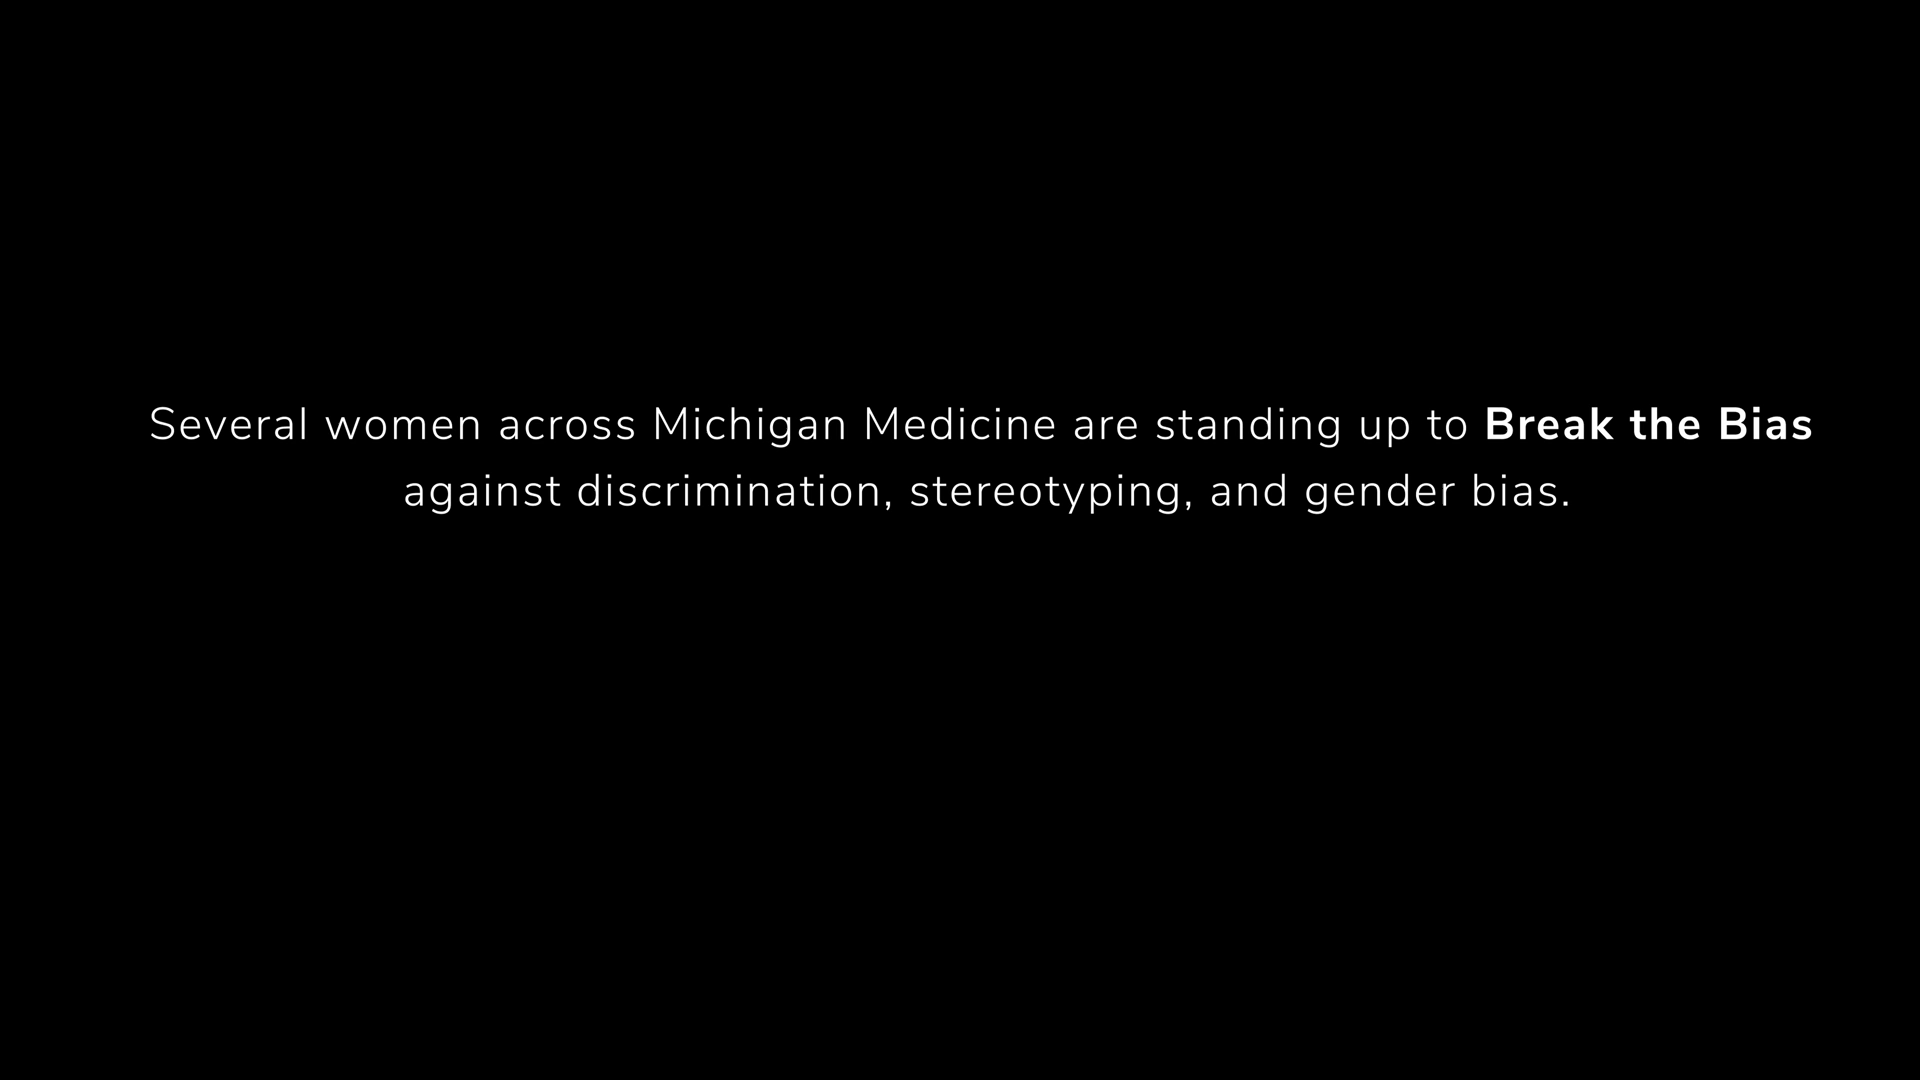 Several women across Michigan Medicine are standing up to Break the Bias
against discrimination, stereotyping, and gender bias.